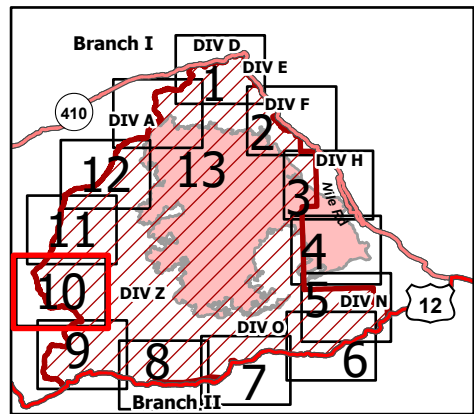 Branch I
DIV D
DIV E
1
410
DIV A
DIV F
2
13
12
DIV H
3
Nile Rd
11
4
10
DIV Z
5
DIV N
12
DIV O
9
8
6
7
Branch II